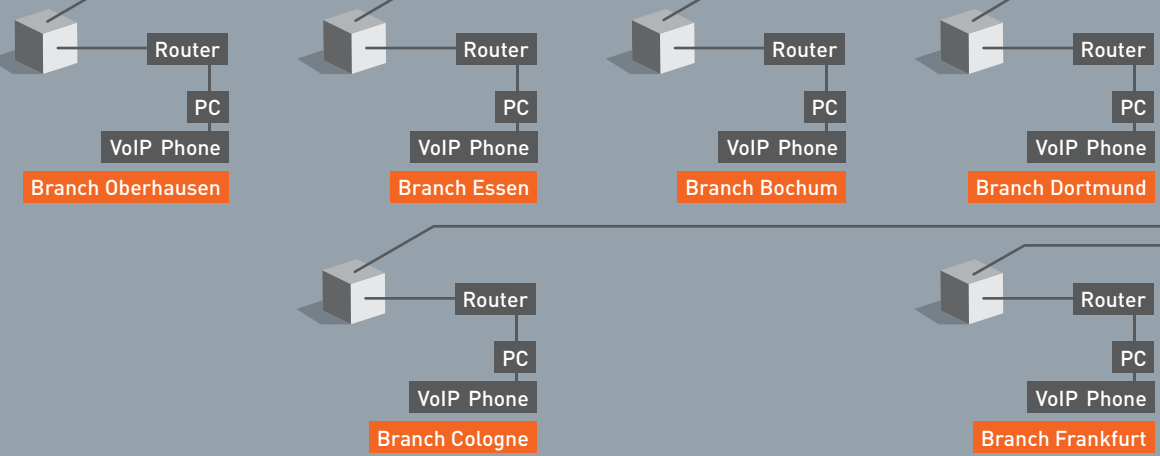 Router
PC
VoIP Phone
Branch Oberhausen
Router
PC
VoIP Phone
Branch Essen
Router
PC
VoIP Phone
Branch Bochum
Router
PC
VoIP Phone
Branch Dortmund
Router
PC
VoIP Phone
Branch Cologne
Router
PC
VoIP Phone
Branch Frankfurt